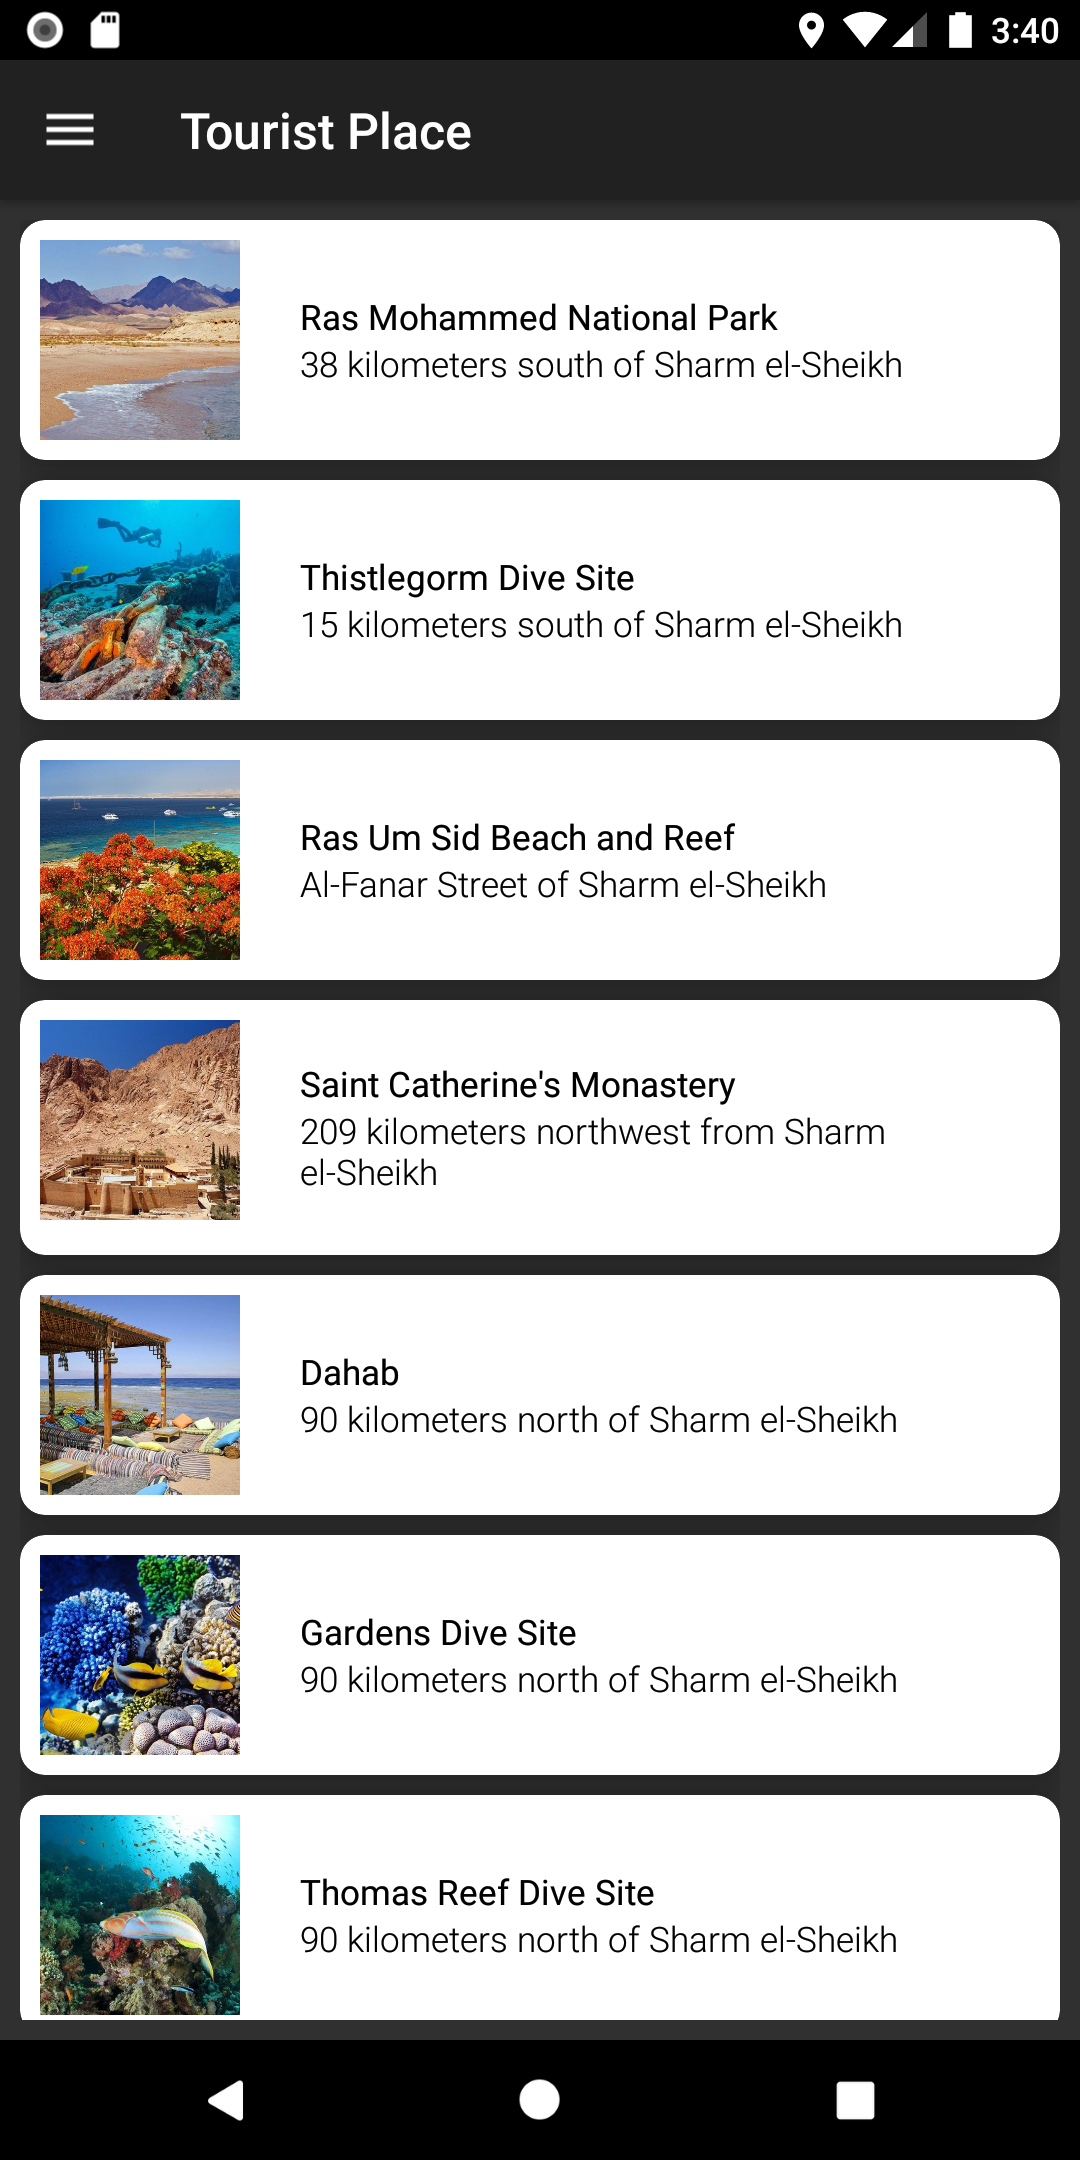 3:40
Tourist Place
Ras Mohammed National Park
38 kilometers south of Sharm el-Sheikh
Thistlegorm Dive Site
15 kilometers south of Sharm el-Sheikh
Ras Um Sid Beach and Reef
Al-Fanar Street of Sharm el-Sheikh
Saint Catherine's Monastery
209 kilometers northwest from Sharm
el-Sheikh
Dahab
90 kilometers north of Sharm el-Sheikh
Gardens Dive Site
90 kilometers north of Sharm el-Sheikh
Thomas Reef Dive Site
90 kilometers north of Sharm el-Sheikh